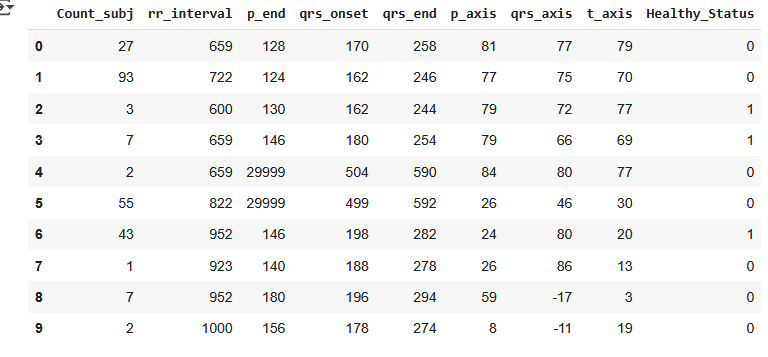 Count_subj rr_interval p_end qrs_onset qrs_end p_axis qrs_axis t_axis Healthy_Status
0 27 659 128 170 258 81 77 79 0
1 93 722 124 162 246 77 75 70 0
2 3 600 130 162 244 79 72 77 1
3 7 659 146 180 254 79 66 69 1
4 2 659 29999 504 590 84 80 77 0
5 55 822 29999 499 592 26 46 30 0
6 43 952 146 198 282 24 80 20 1
7 1 923 140 188 278 26 86 13 0
8 7 952 180 196 294 59 -17 3 0
9 2 1000 156 178 274 8 -11 19 0